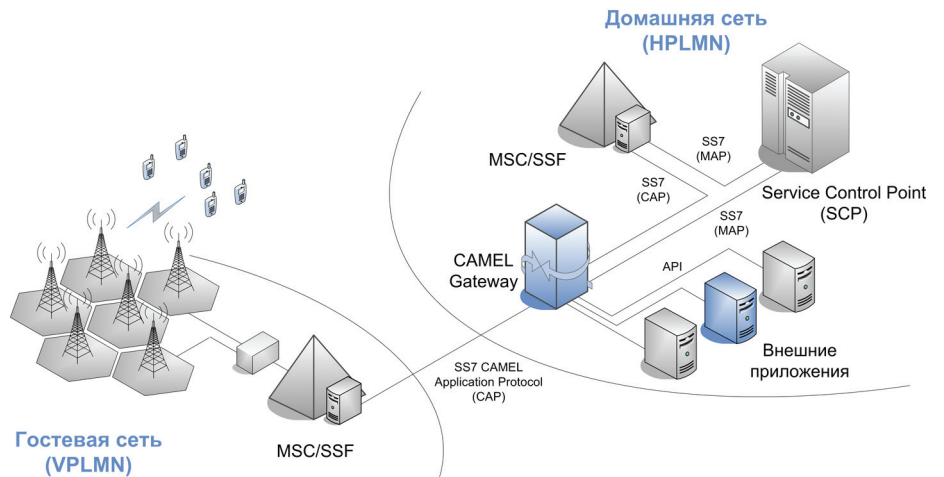 Домашняя сеть
(HPLMN)
MSC/SSF
SS7
(MAP)
SS7
(CAP)
Service Control Point
(SCP)
SS7
(MAP)
CAMEL
Gateway
API
Внешние
приложения
SS7 CAMEL
Application Protocol
(CAP)
MSC/SSF
Гостевая сеть
(VPLMN)